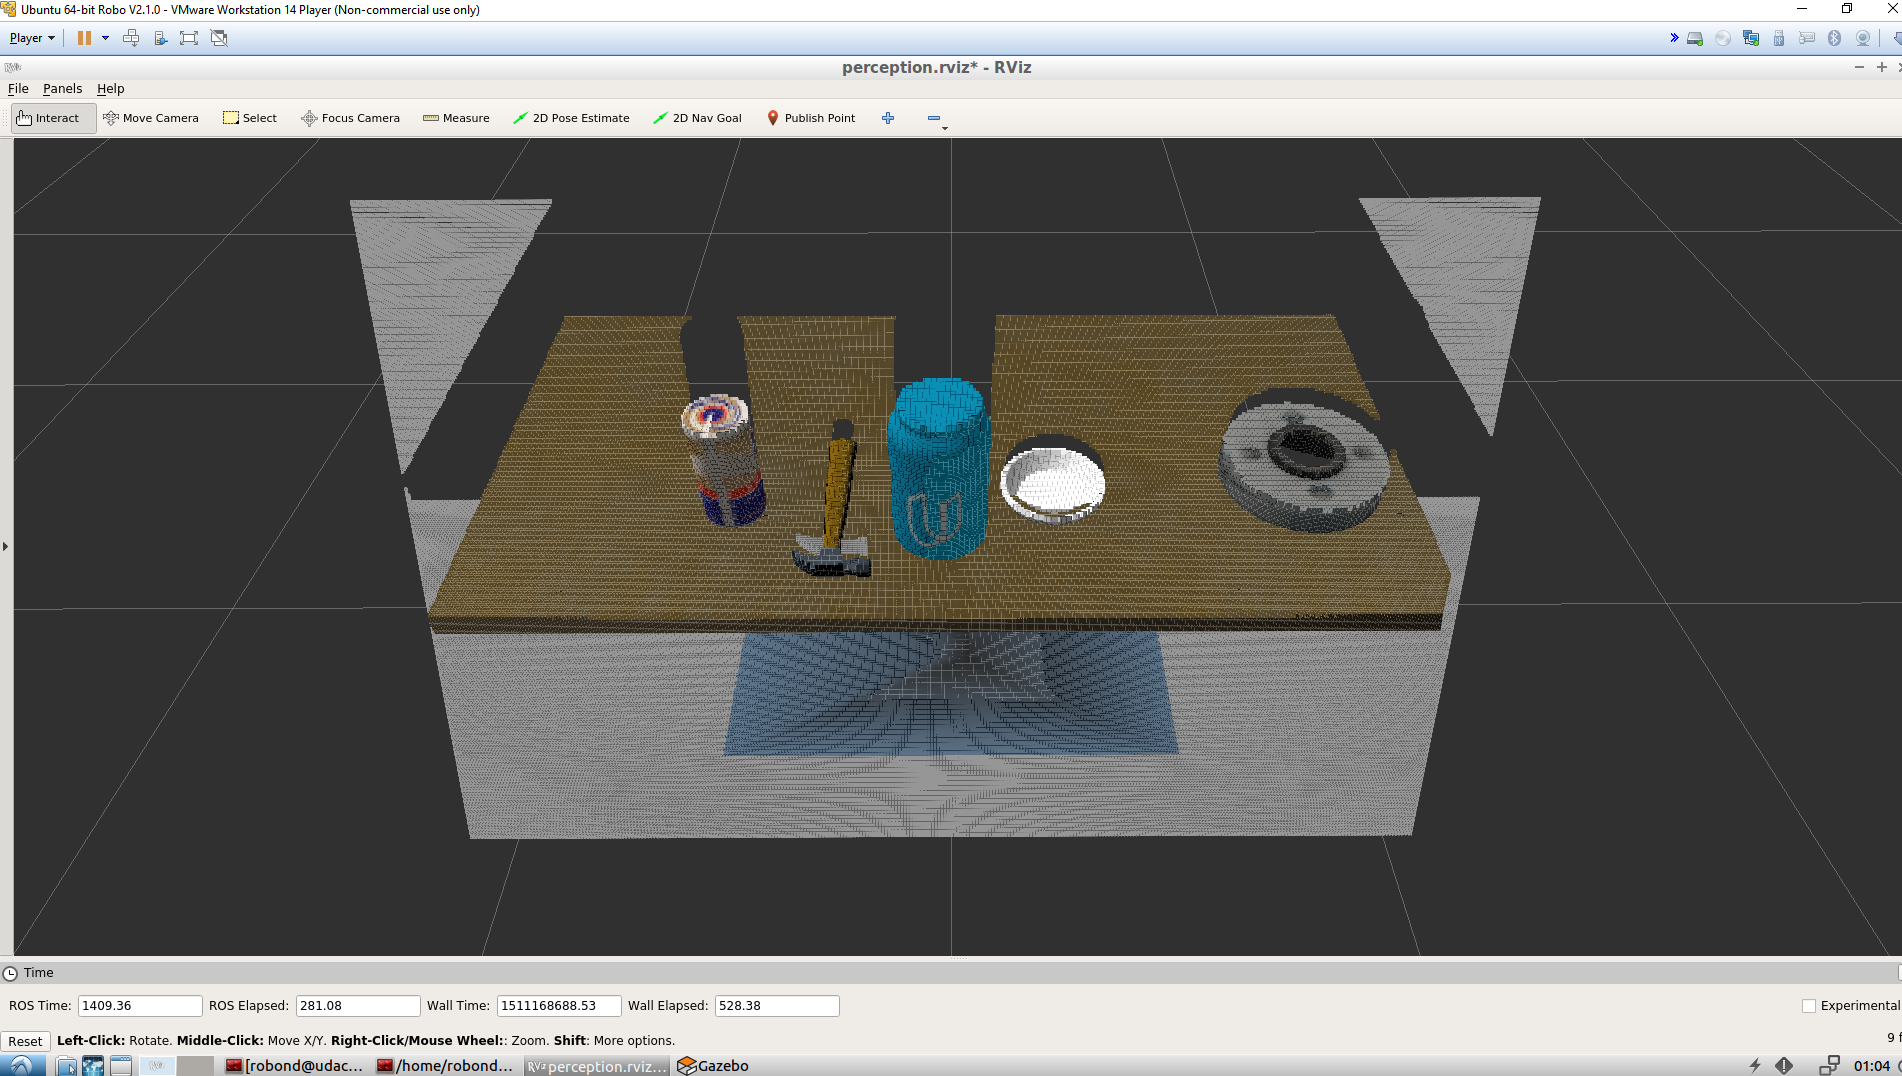 Ubuntu 64-bit Robo V2.1.0 - VMware Workstation 14 Player (Non-commercial use only)
Player
perception.rviz* - RViz
File Panels Help
Interact Move Camera Select Focus Camera Measure 2D Pose Estimate 2D Nav Goal Publish Point
U
Time
ROS Time: 1409.36 ROS Elapsed: 281.08 Wall Time: 1511168688.53 Wall Elapsed: 528.38 Experimental
Reset Left-Click: Rotate. Middle-Click: Move X/Y. Right-Click/Mouse Wheel:: Zoom. Shift: More options. 9 f
[robond@udac... /home/robond... perception.rviz... Gazebo 01:04